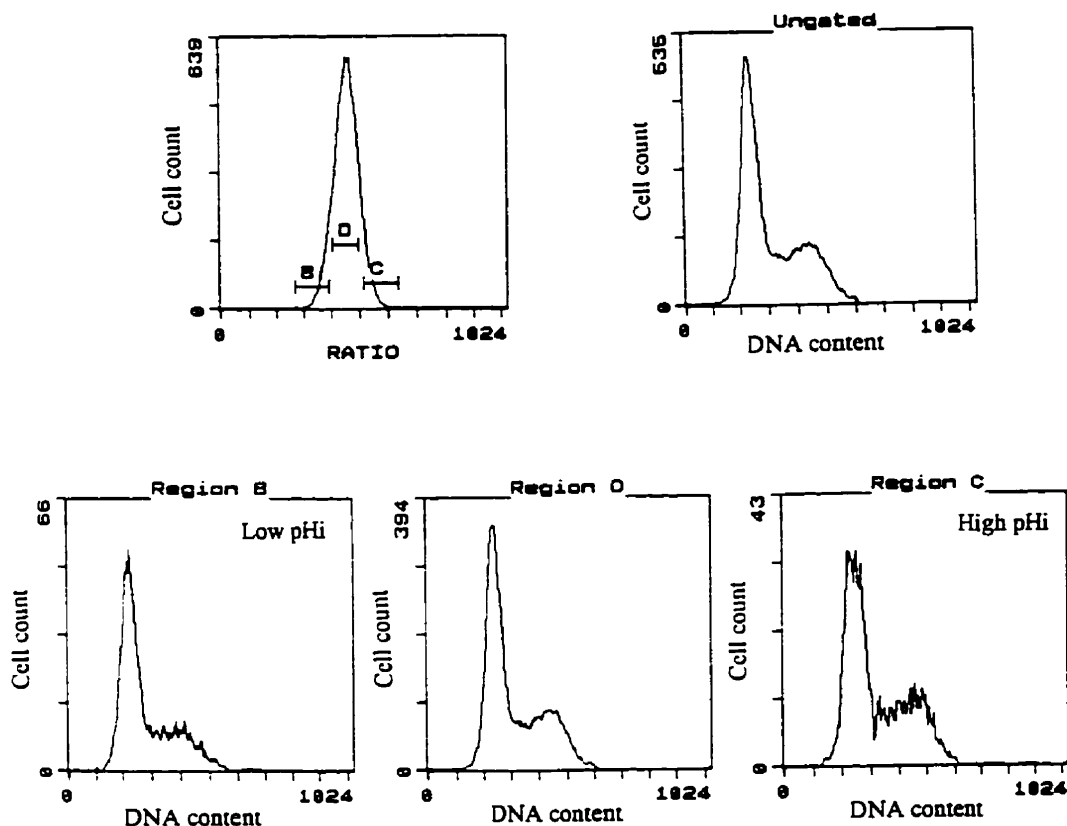 639
Cell count
B
D
C
0
0
1024
RATIO
Ungated
635
Cell count
0
0
1024
DNA content
Region B
66
Low pHi
Cell count
0
0
1024
DNA content
Region D
394
Cell count
0
0
1024
DNA content
Region C
43
High pHi
Cell count
0
0
1024
DNA content